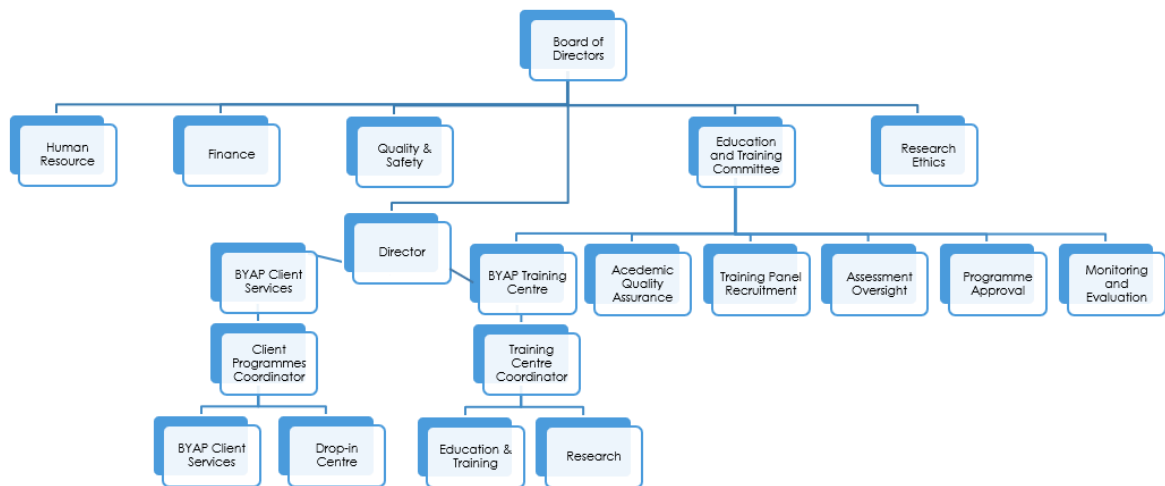 Board of
Directors
Human
Resource
Finance
Quality &
Safety
Education
and Training
Committee
Research
Ethics
Director
BYAP Client
Services
BYAP Training
Centre
Acedemic
Quality
Assurance
Training Panel
Recruitment
Assessment
Oversight
Programme
Approval
Monitoring
and
Evaluation
Client
Programmes
Coordinator
Training
Centre
Coordinator
BYAP Client
Services
Drop-in
Centre
Education &
Training
Research